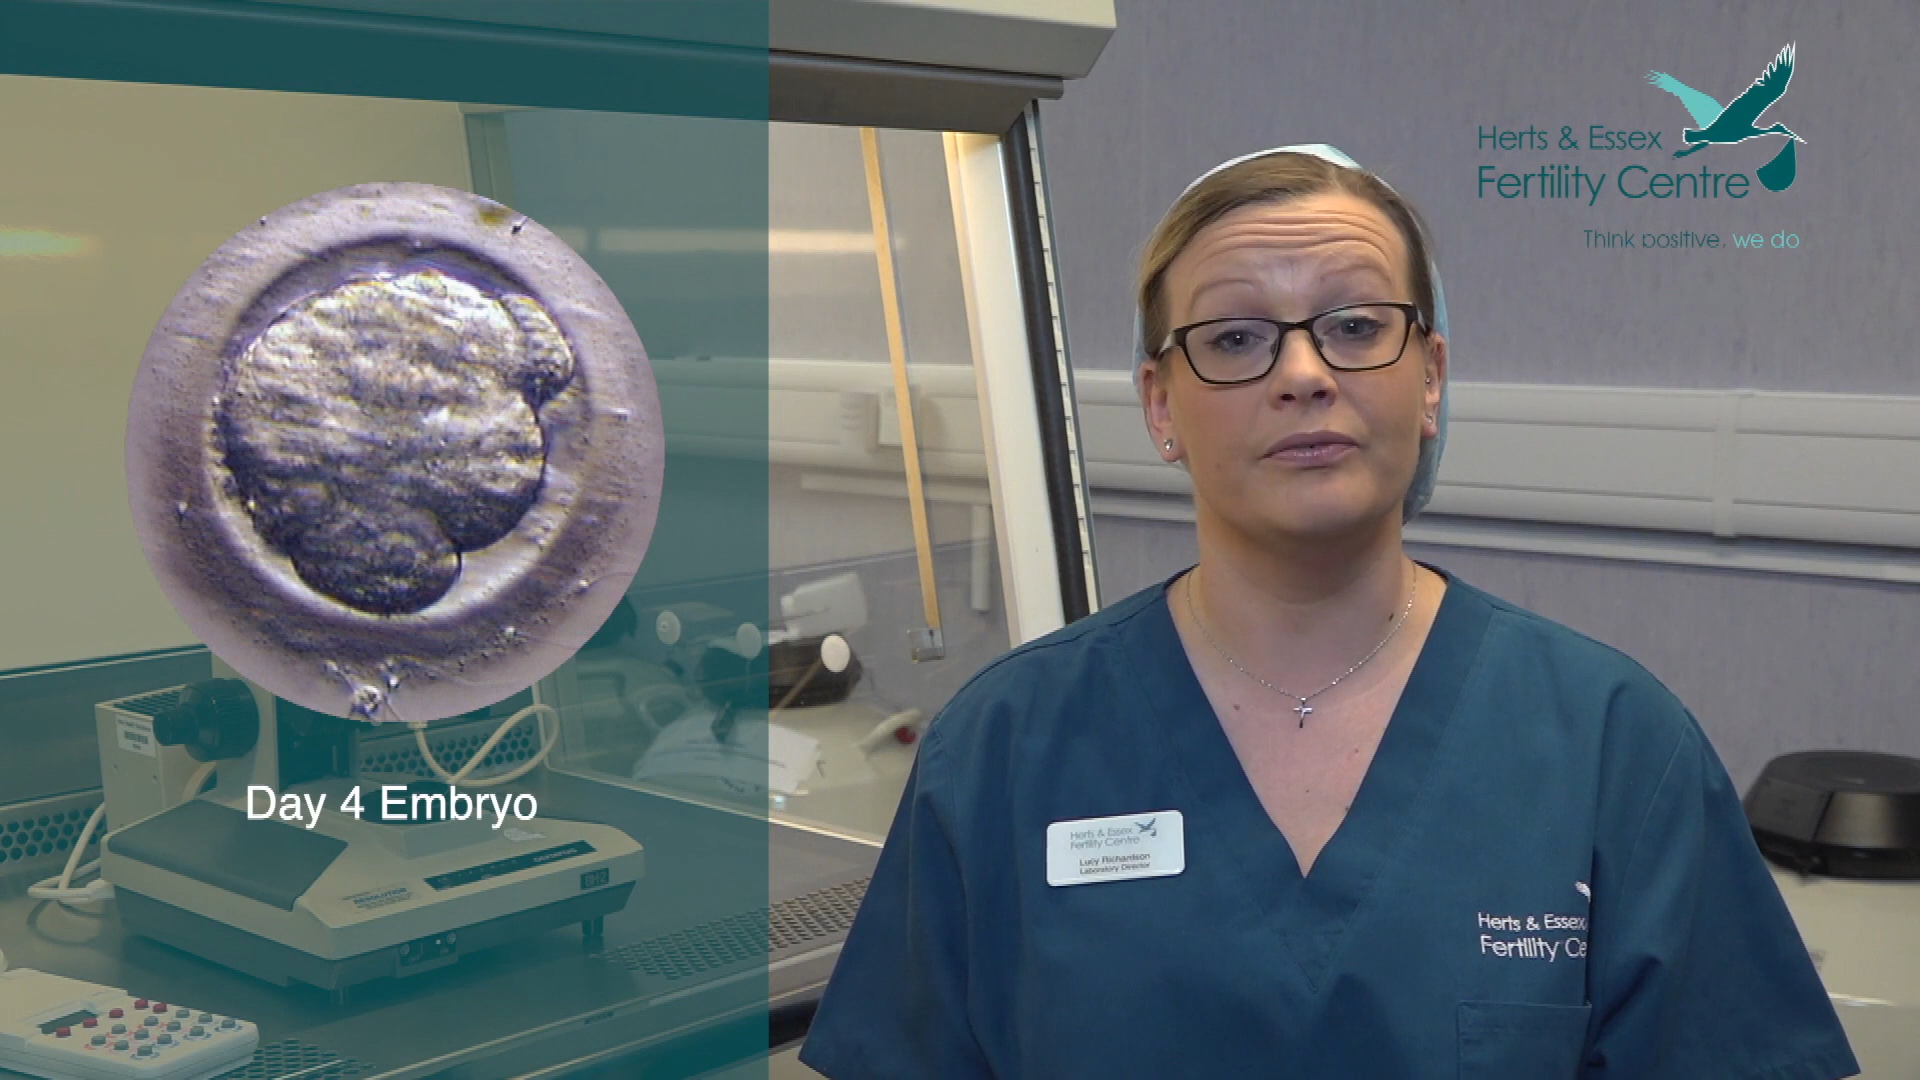 Herts & Essex
Fertility Centre
Think positive, we do
Day 4 Embryo
Herts & Essex
Fertility Centre
Lucy Richardson
Laboratory Director
Herts & Essex
Fertility Ce
OLYMPUS